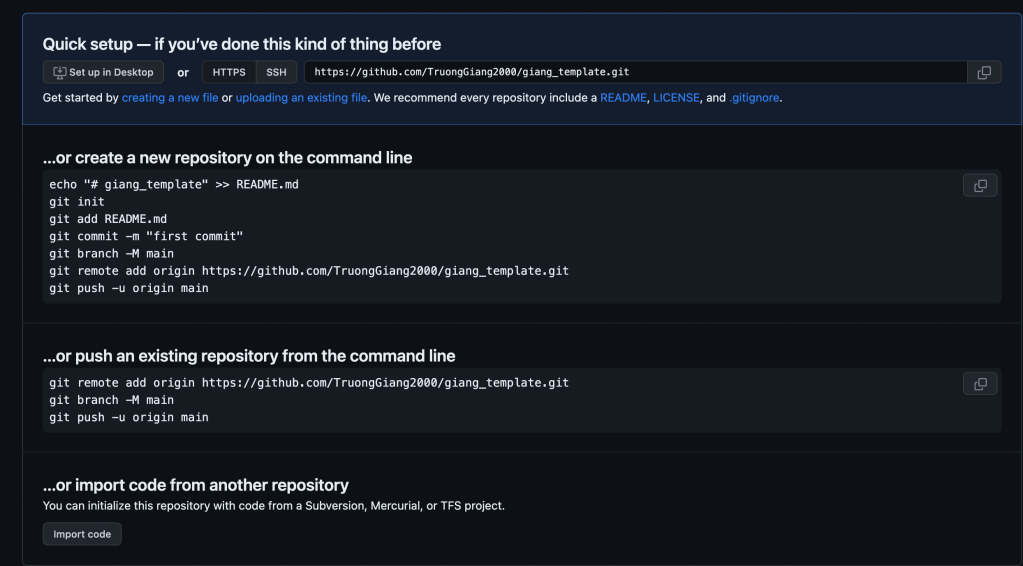 Quick setup — if you’ve done this kind of thing before
Set up in Desktop or HTTPS SSH https://github.com/TruongGiang2000/giang_template.git
Get started by creating a new file or uploading an existing file. We recommend every repository include a README, LICENSE, and .gitignore.
...or create a new repository on the command line
echo "# giang_template" >> README.md
git init
git add README.md
git commit -m "first commit"
git branch -M main
git remote add origin https://github.com/TruongGiang2000/giang_template.git
git push -u origin main
...or push an existing repository from the command line
git remote add origin https://github.com/TruongGiang2000/giang_template.git
git branch -M main
git push -u origin main
...or import code from another repository
You can initialize this repository with code from a Subversion, Mercurial, or TFS project.
Import code